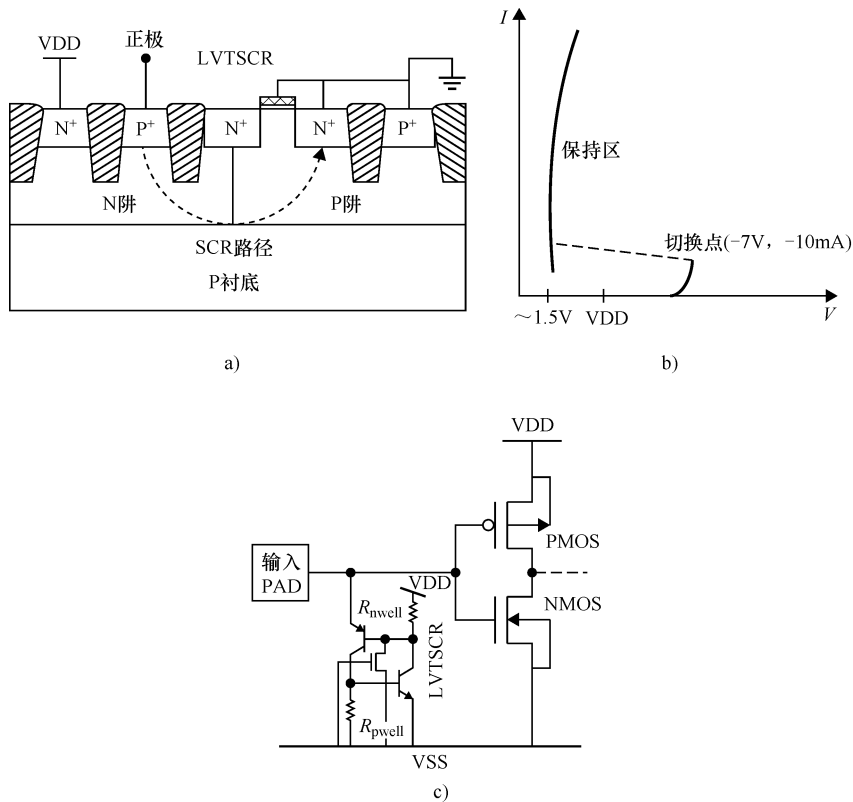 VDD
正极
LVTSCR
N+
P+
N+
N+
P+
N阱
P阱
SCR路径
P衬底
a)
I
保持区
切换点(-7V，-10mA)
～1.5V
VDD
V
b)
VDD
PMOS
输入
PAD
VDD
Rnwell
LVTSCR
NMOS
Rpwell
VSS
c)